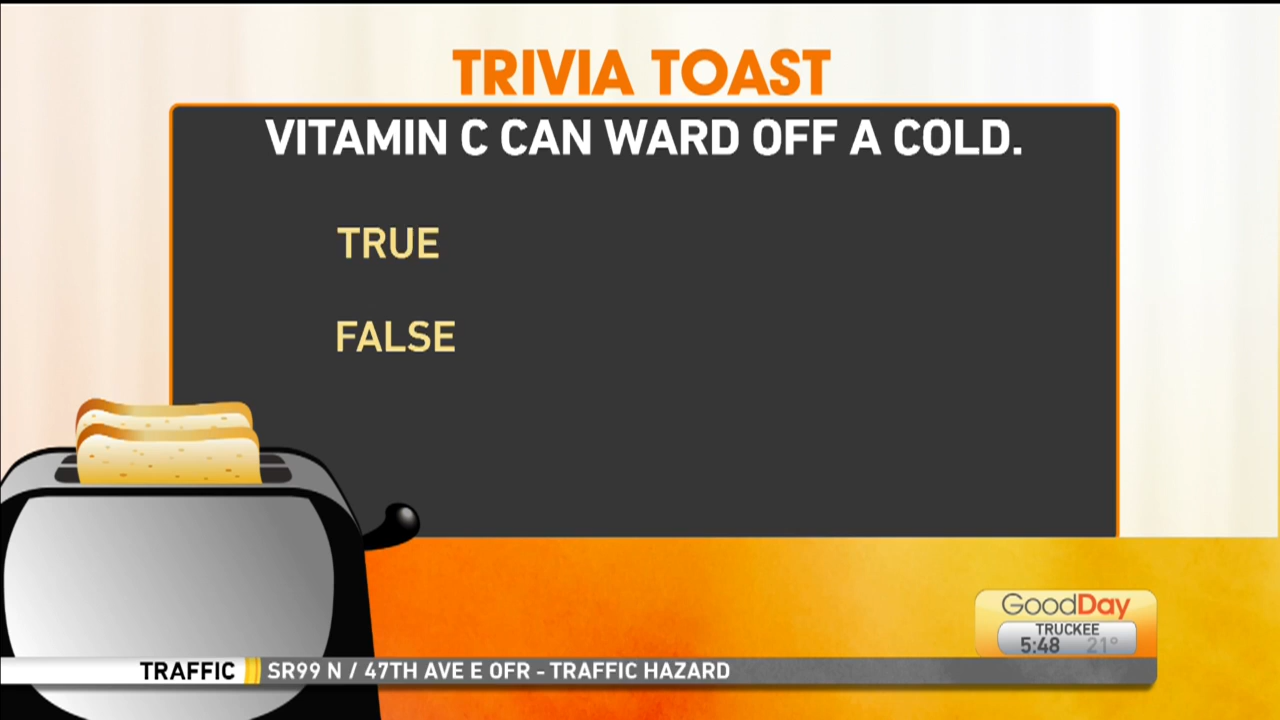 TRIVIA TOAST
VITAMIN C CAN WARD OFF A COLD.
TRUE
FALSE
GoodDay
TRUCKEE
5:48 21°
TRAFFIC SR99 N / 47TH AVE E OFR - TRAFFIC HAZARD